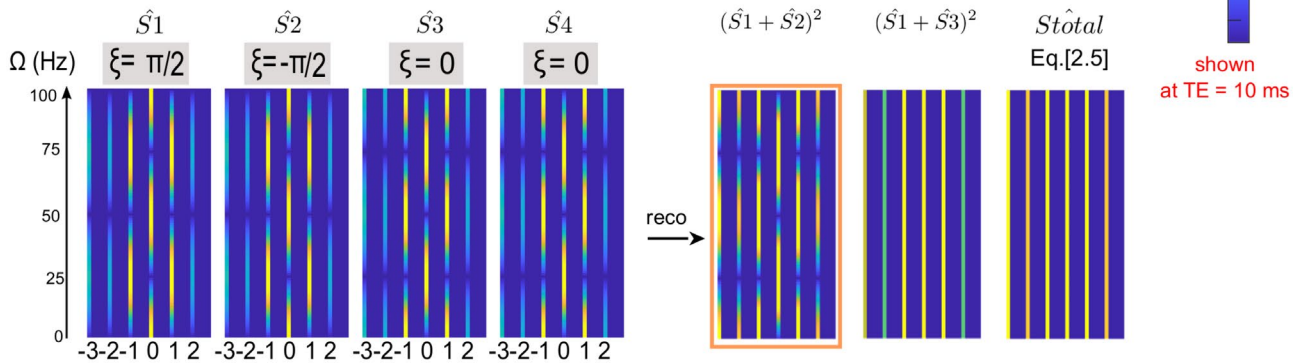 Ŝ1 Ŝ2 Ŝ3 Ŝ4 (Ŝ1 + Ŝ2)² (Ŝ1 + Ŝ3)² Stôtal
Ω (Hz) ξ= π/2 ξ=-π/2 ξ = 0 ξ = 0 Eq.[2.5]
shown
at TE = 10 ms
100
75
50
25
0
reco
-3-2-1 0 1 2 -3-2-1 0 1 2 -3-2-1 0 1 2 -3-2-1 0 1 2